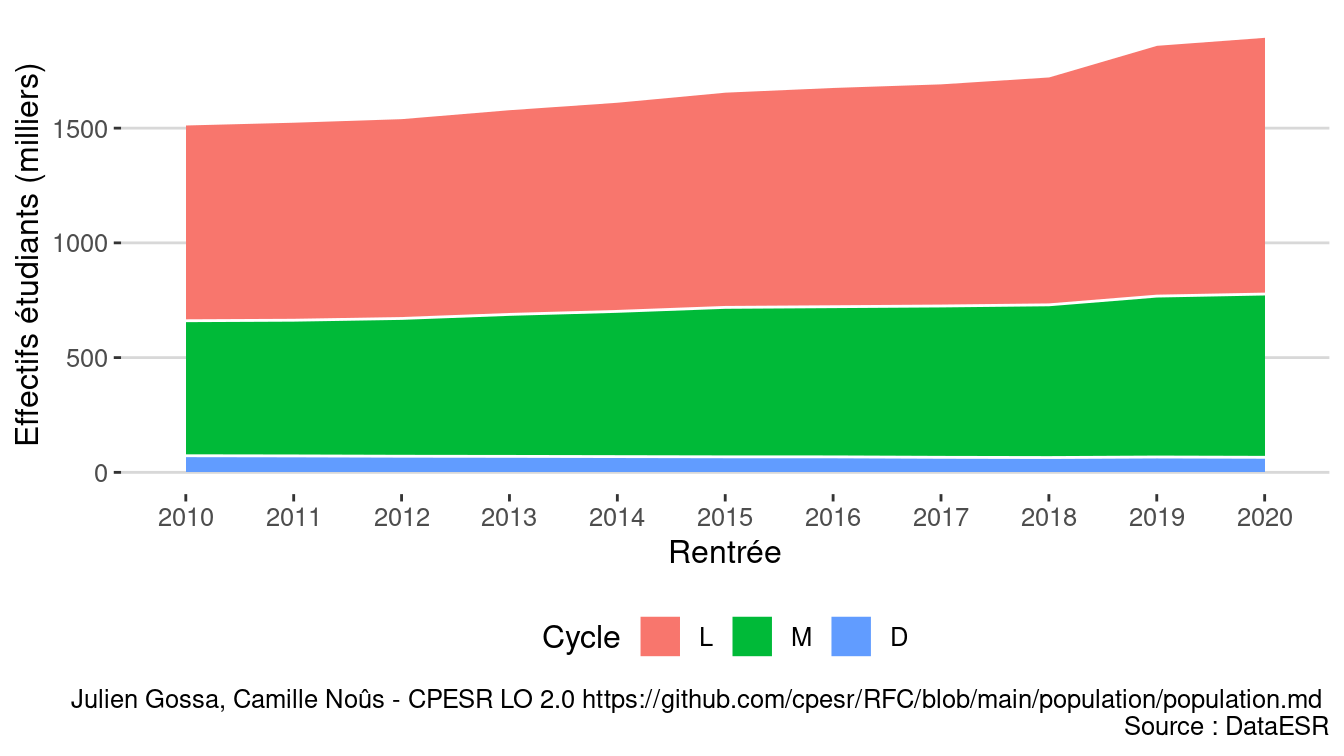 Effectifs étudiants (milliers)
1500
1000
500
0
2010 2011 2012 2013 2014 2015 2016 2017 2018 2019 2020
Rentrée
Cycle L M D
Julien Gossa, Camille Noûs - CPESR LO 2.0 https://github.com/cpesr/RFC/blob/main/population/population.md
Source : DataESR